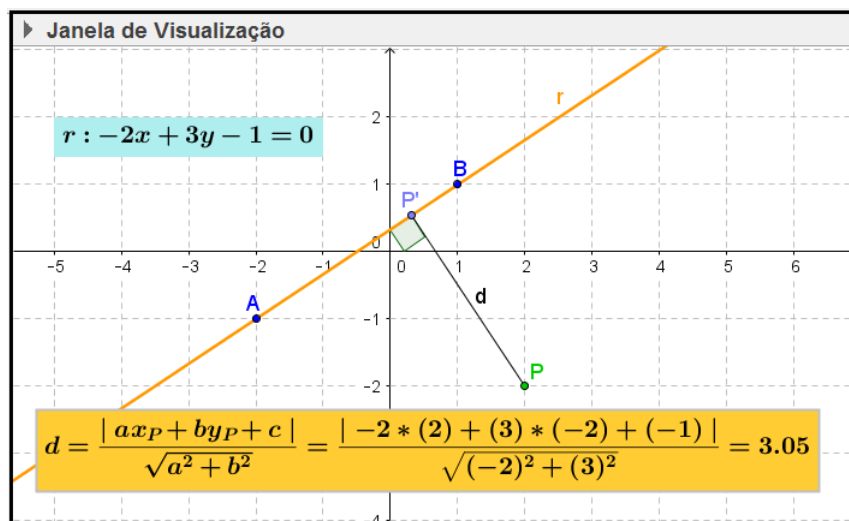 Janela de Visualização
r
r : −2x + 3y − 1 = 0
2
B
1
P'
0
-5 -4 -3 -2 -1 0 1 2 3 4 5 6
A
d
-1
P
-2
d = | ax_P + by_P + c | / √(a² + b²) = | −2 * (2) + (3) * (−2) + (−1) | / √((−2)² + (3)²) = 3.05